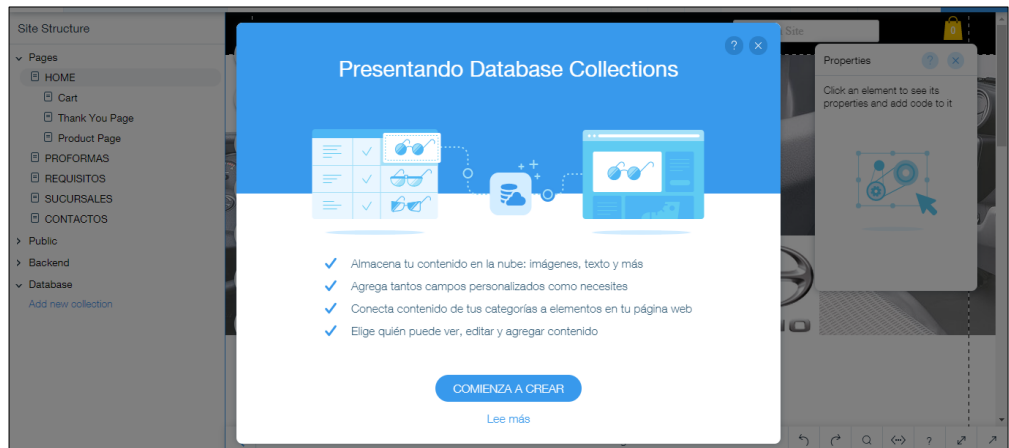 Site Structure
Pages
HOME
Cart
Thank You Page
Product Page
PROFORMAS
REQUISITOS
SUCURSALES
CONTACTOS
Public
Backend
Database
Add new collection
Presentando Database Collections
Almacena tu contenido en la nube: imágenes, texto y más
Agrega tantos campos personalizados como necesites
Conecta contenido de tus categorías a elementos en tu página web
Elige quién puede ver, editar y agregar contenido
COMIENZA A CREAR
Lee más
Site
0
Properties
Click an element to see its
properties and add code to it